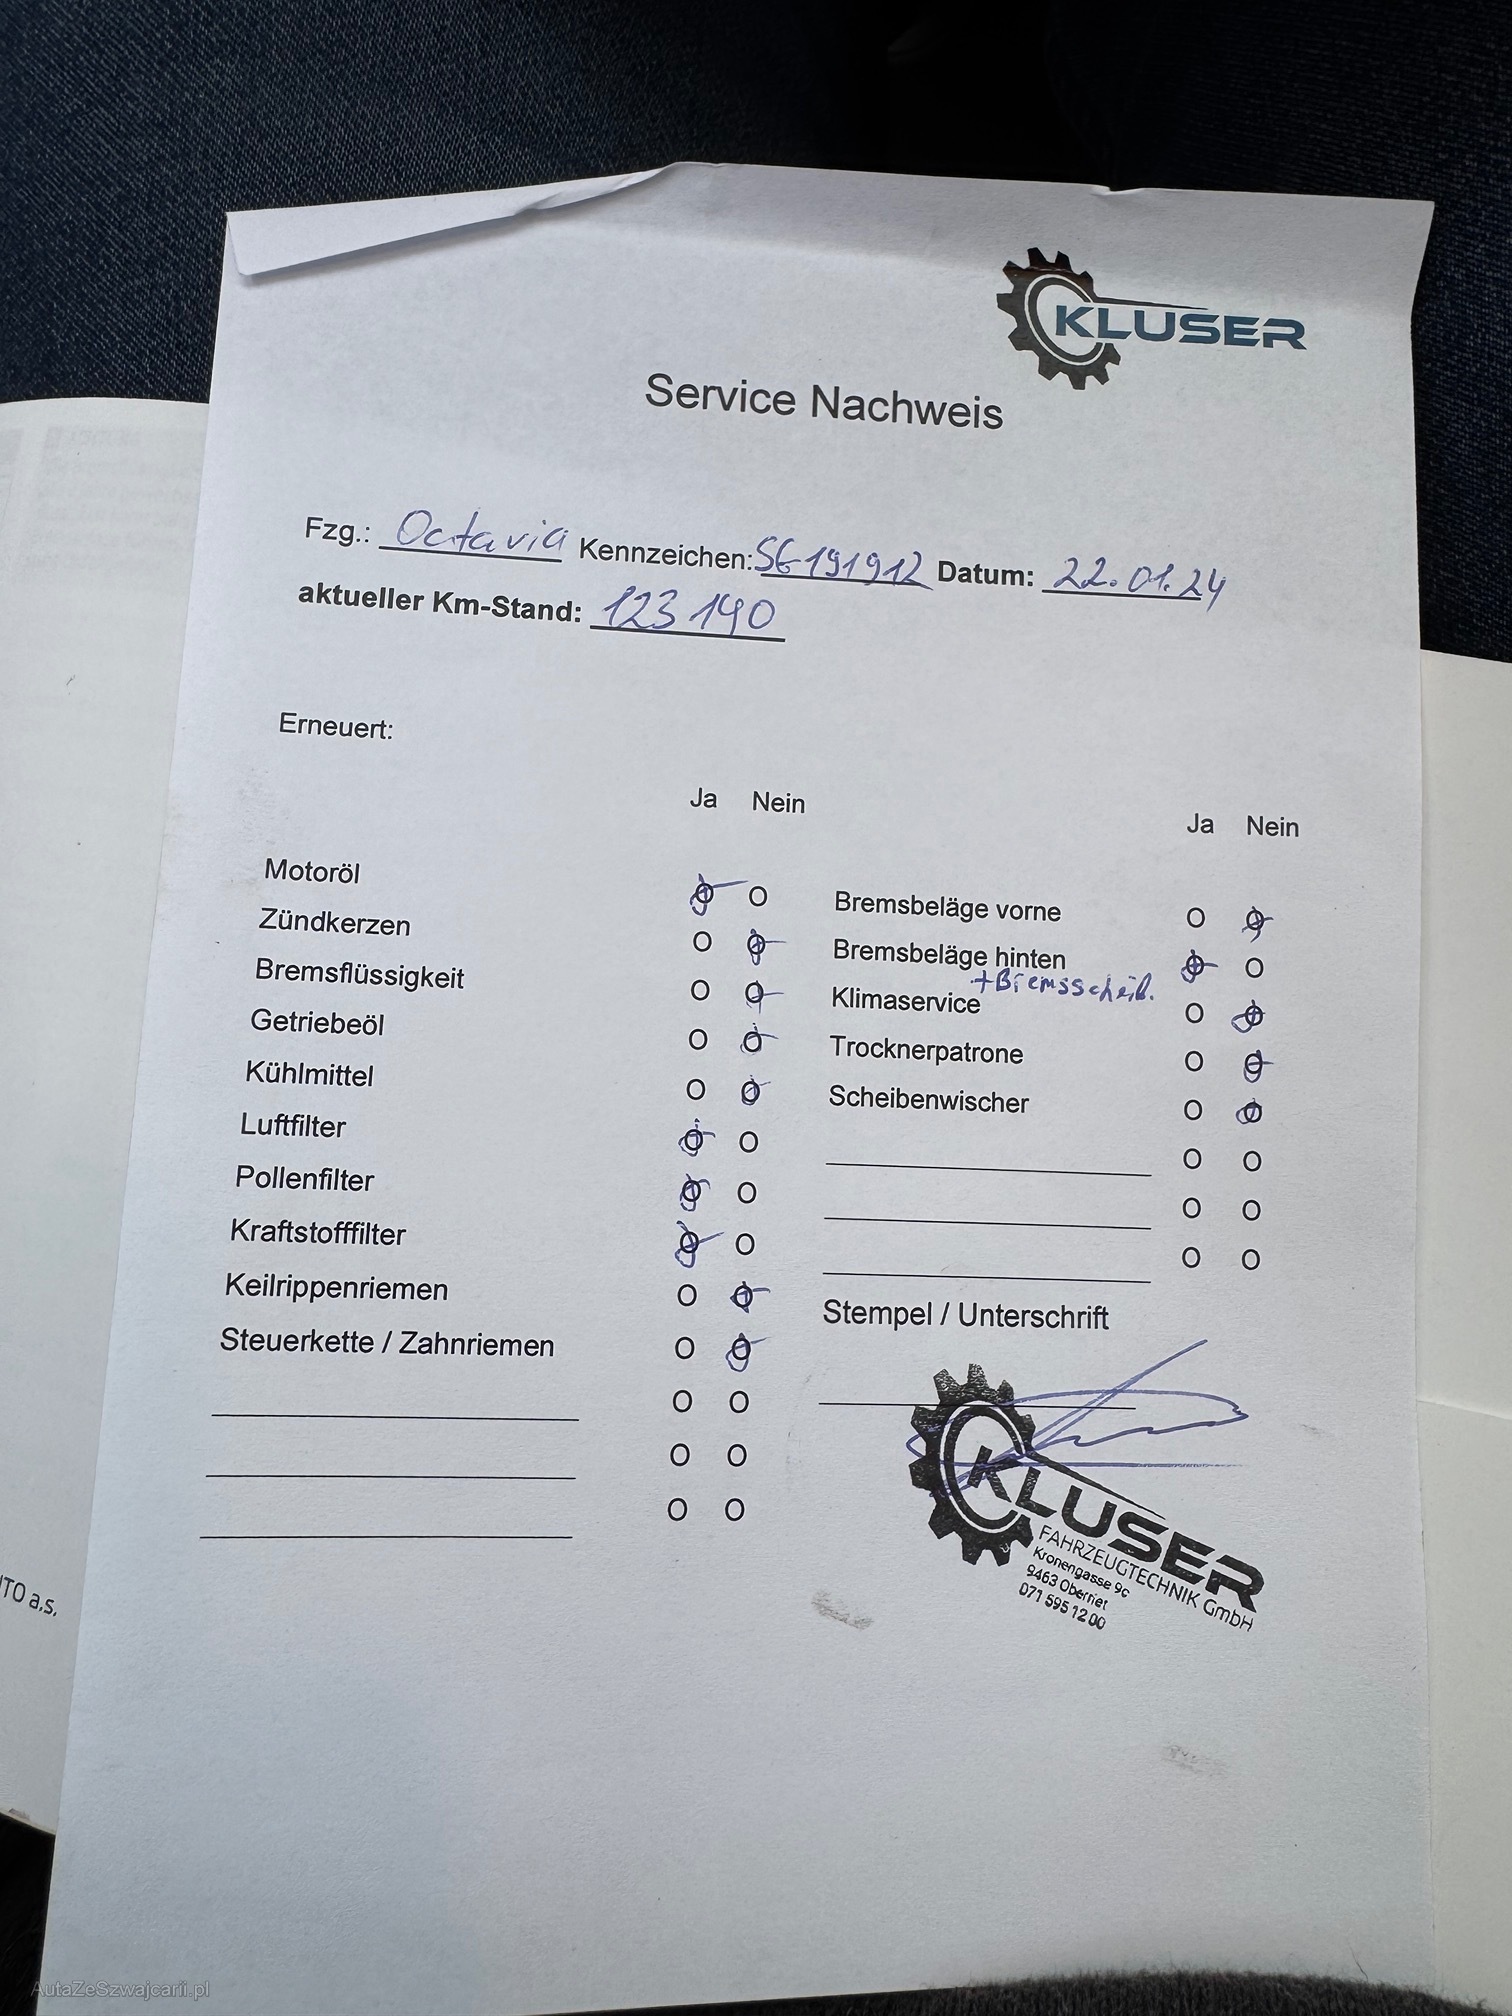 KLUSER
Service Nachweis
Fzg.: Octavia Kennzeichen: SG 191912 Datum: 22.01.24
aktueller Km-Stand: 123 190
Erneuert:
Ja Nein
Motoröl O O
Zündkerzen O O
Bremsflüssigkeit O O
Getriebeöl O O
Kühlmittel O O
Luftfilter O O
Pollenfilter O O
Kraftstofffilter O O
Keilrippenriemen O O
Steuerkette / Zahnriemen O O
O O
O O
O O
Ja Nein
Bremsbeläge vorne O O
Bremsbeläge hinten O O
+Bremsscheib.
Klimaservice O O
Trocknerpatrone O O
Scheibenwischer O O
O O
O O
O O
Stempel / Unterschrift
KLUSER
FAHRZEUGTECHNIK GmbH
Kronengasse 9c
9463 Oberriet
071 595 12 00
ITO a.s.
AutaZeSzwajcarii.pl